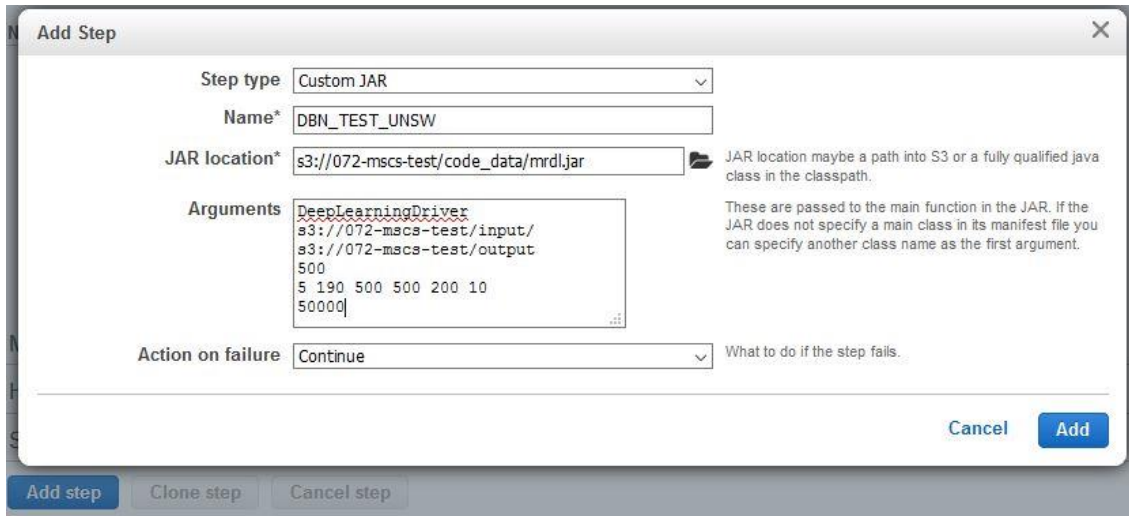 Add Step
Step type Custom JAR
Name* DBN_TEST_UNSW
JAR location* s3://072-mscs-test/code_data/mrdl.jar
JAR location maybe a path into S3 or a fully qualified java
class in the classpath.
Arguments
DeepLearningDriver
s3://072-mscs-test/input/
s3://072-mscs-test/output
500
5 190 500 500 200 10
50000
These are passed to the main function in the JAR. If the
JAR does not specify a main class in its manifest file you
can specify another class name as the first argument.
Action on failure Continue
What to do if the step fails.
Cancel Add
Add step Clone step Cancel step